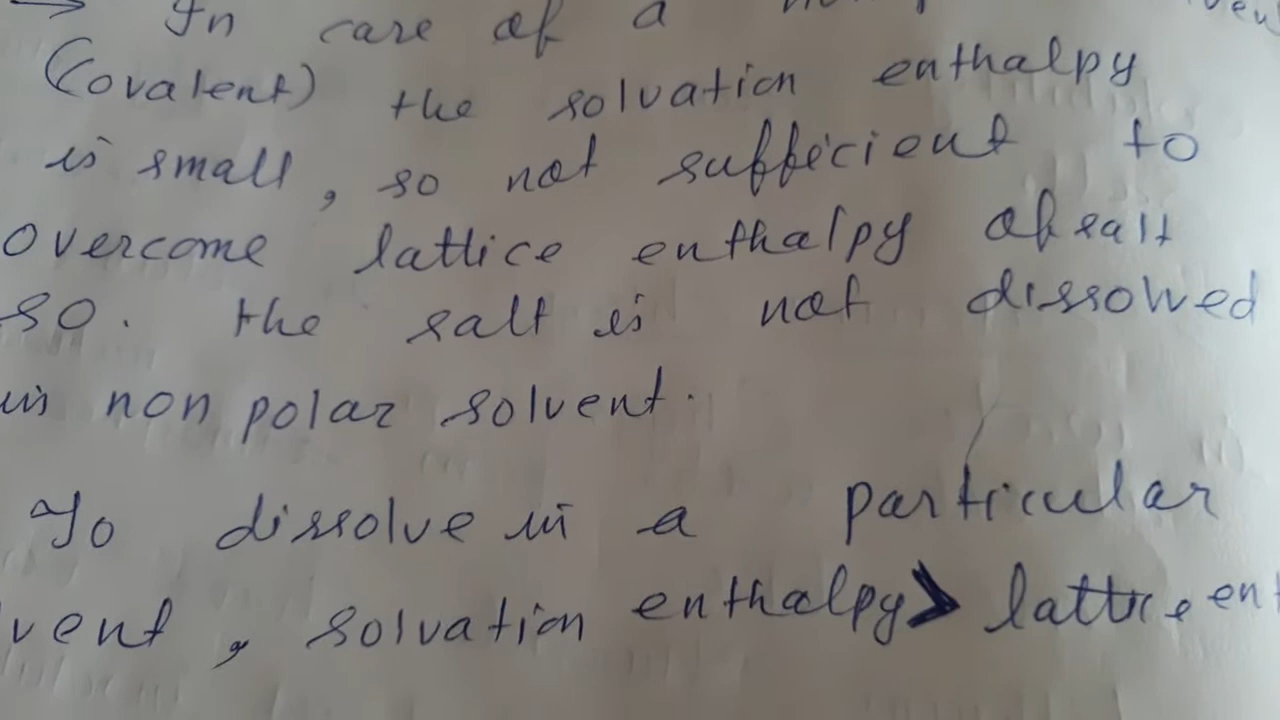 → In case of a
(Covalent) the solvation enthalpy
is small, so not sufficient to
overcome lattice enthalpy of salt
so. the salt is not dissolved
in non polar solvent.
To dissolve in a particular
vent, solvation enthalpy > lattice ent